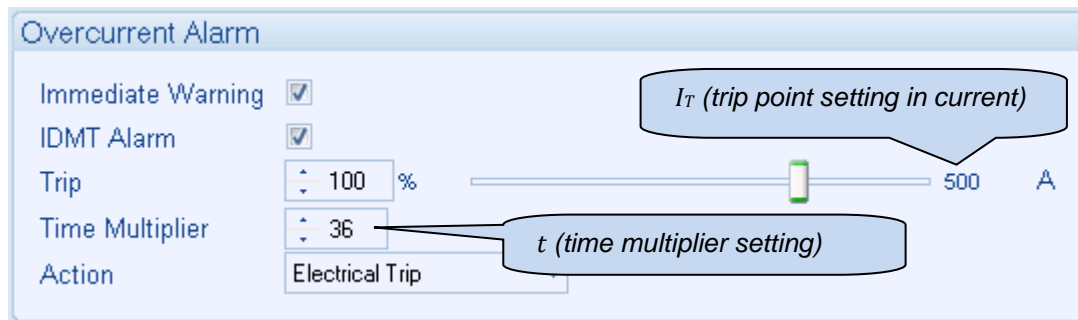 Overcurrent Alarm
Immediate Warning
I_T (trip point setting in current)
IDMT Alarm
Trip 100 % 500 A
Time Multiplier 36
t (time multiplier setting)
Action Electrical Trip